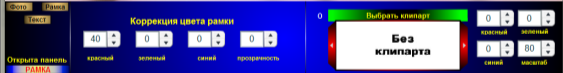 Фото Рамка
Текст
Открыта панель
РАМКА
Коррекция цвета рамки
40 0 0 0
красный зеленый синий прозрачность
0
Выбрать клипарт
Без
клипарта
0 0
красный зеленый
0 80
синий масштаб